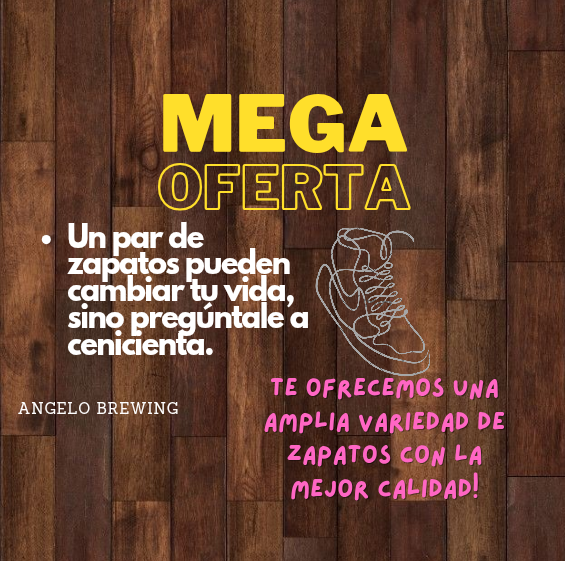 MEGA
OFERTA
• Un par de
zapatos pueden
cambiar tu vida,
sino pregúntale a
cenicienta.
ANGELO BREWING
TE OFRECEMOS UNA
AMPLIA VARIEDAD DE
ZAPATOS CON LA
MEJOR CALIDAD!